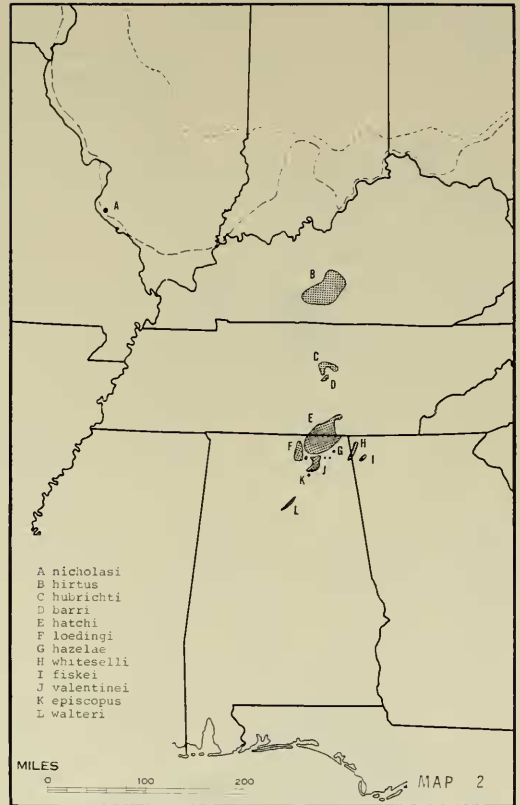 A
B
C
D
E
F
G
H
I
J
K
L
A nicholasi
B hirtus
C hubrichti
D barri
E hatchi
F loedingi
G hazelae
H whiteselli
I fiskei
J valentinei
K episcopus
L walteri
MILES
0 100 200
MAP 2